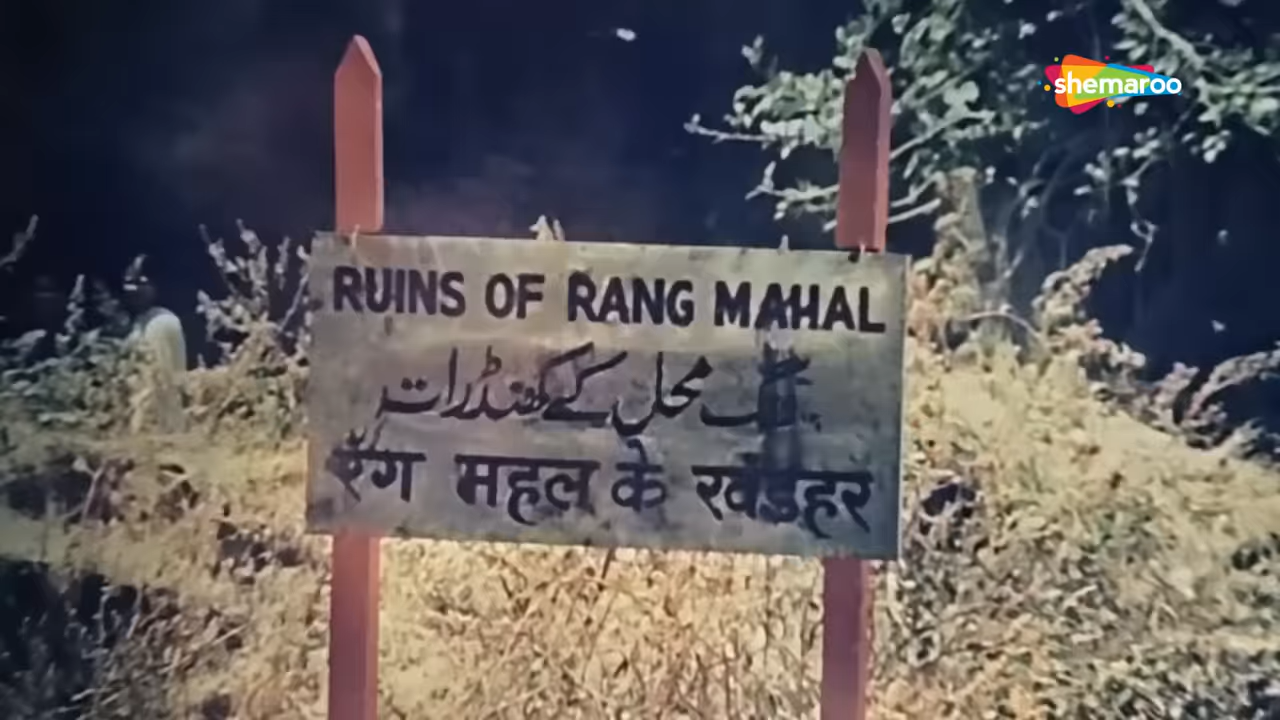 shemaroo
RUINS OF RANG MAHAL
محل کے کھنڈرات
रँग महल के खंडहर